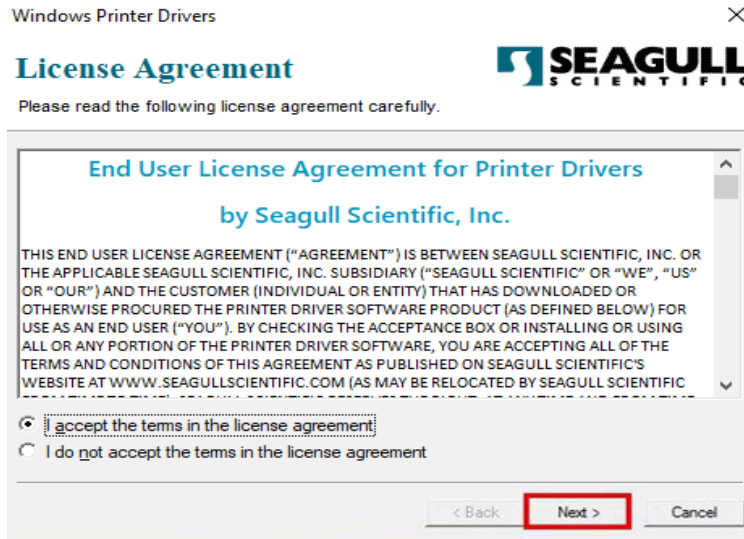 Windows Printer Drivers
License Agreement
SEAGULL
SCIENTIFIC
Please read the following license agreement carefully.
End User License Agreement for Printer Drivers
by Seagull Scientific, Inc.
THIS END USER LICENSE AGREEMENT (“AGREEMENT”) IS BETWEEN SEAGULL SCIENTIFIC, INC. OR
THE APPLICABLE SEAGULL SCIENTIFIC, INC. SUBSIDIARY (“SEAGULL SCIENTIFIC” OR “WE”, “US”
OR “OUR”) AND THE CUSTOMER (INDIVIDUAL OR ENTITY) THAT HAS DOWNLOADED OR
OTHERWISE PROCURED THE PRINTER DRIVER SOFTWARE PRODUCT (AS DEFINED BELOW) FOR
USE AS AN END USER (“YOU”). BY CHECKING THE ACCEPTANCE BOX OR INSTALLING OR USING
ALL OR ANY PORTION OF THE PRINTER DRIVER SOFTWARE, YOU ARE ACCEPTING ALL OF THE
TERMS AND CONDITIONS OF THIS AGREEMENT AS PUBLISHED ON SEAGULL SCIENTIFIC'S
WEBSITE AT WWW.SEAGULLSCIENTIFIC.COM (AS MAY BE RELOCATED BY SEAGULL SCIENTIFIC
I accept the terms in the license agreement
I do not accept the terms in the license agreement
< Back
Next >
Cancel